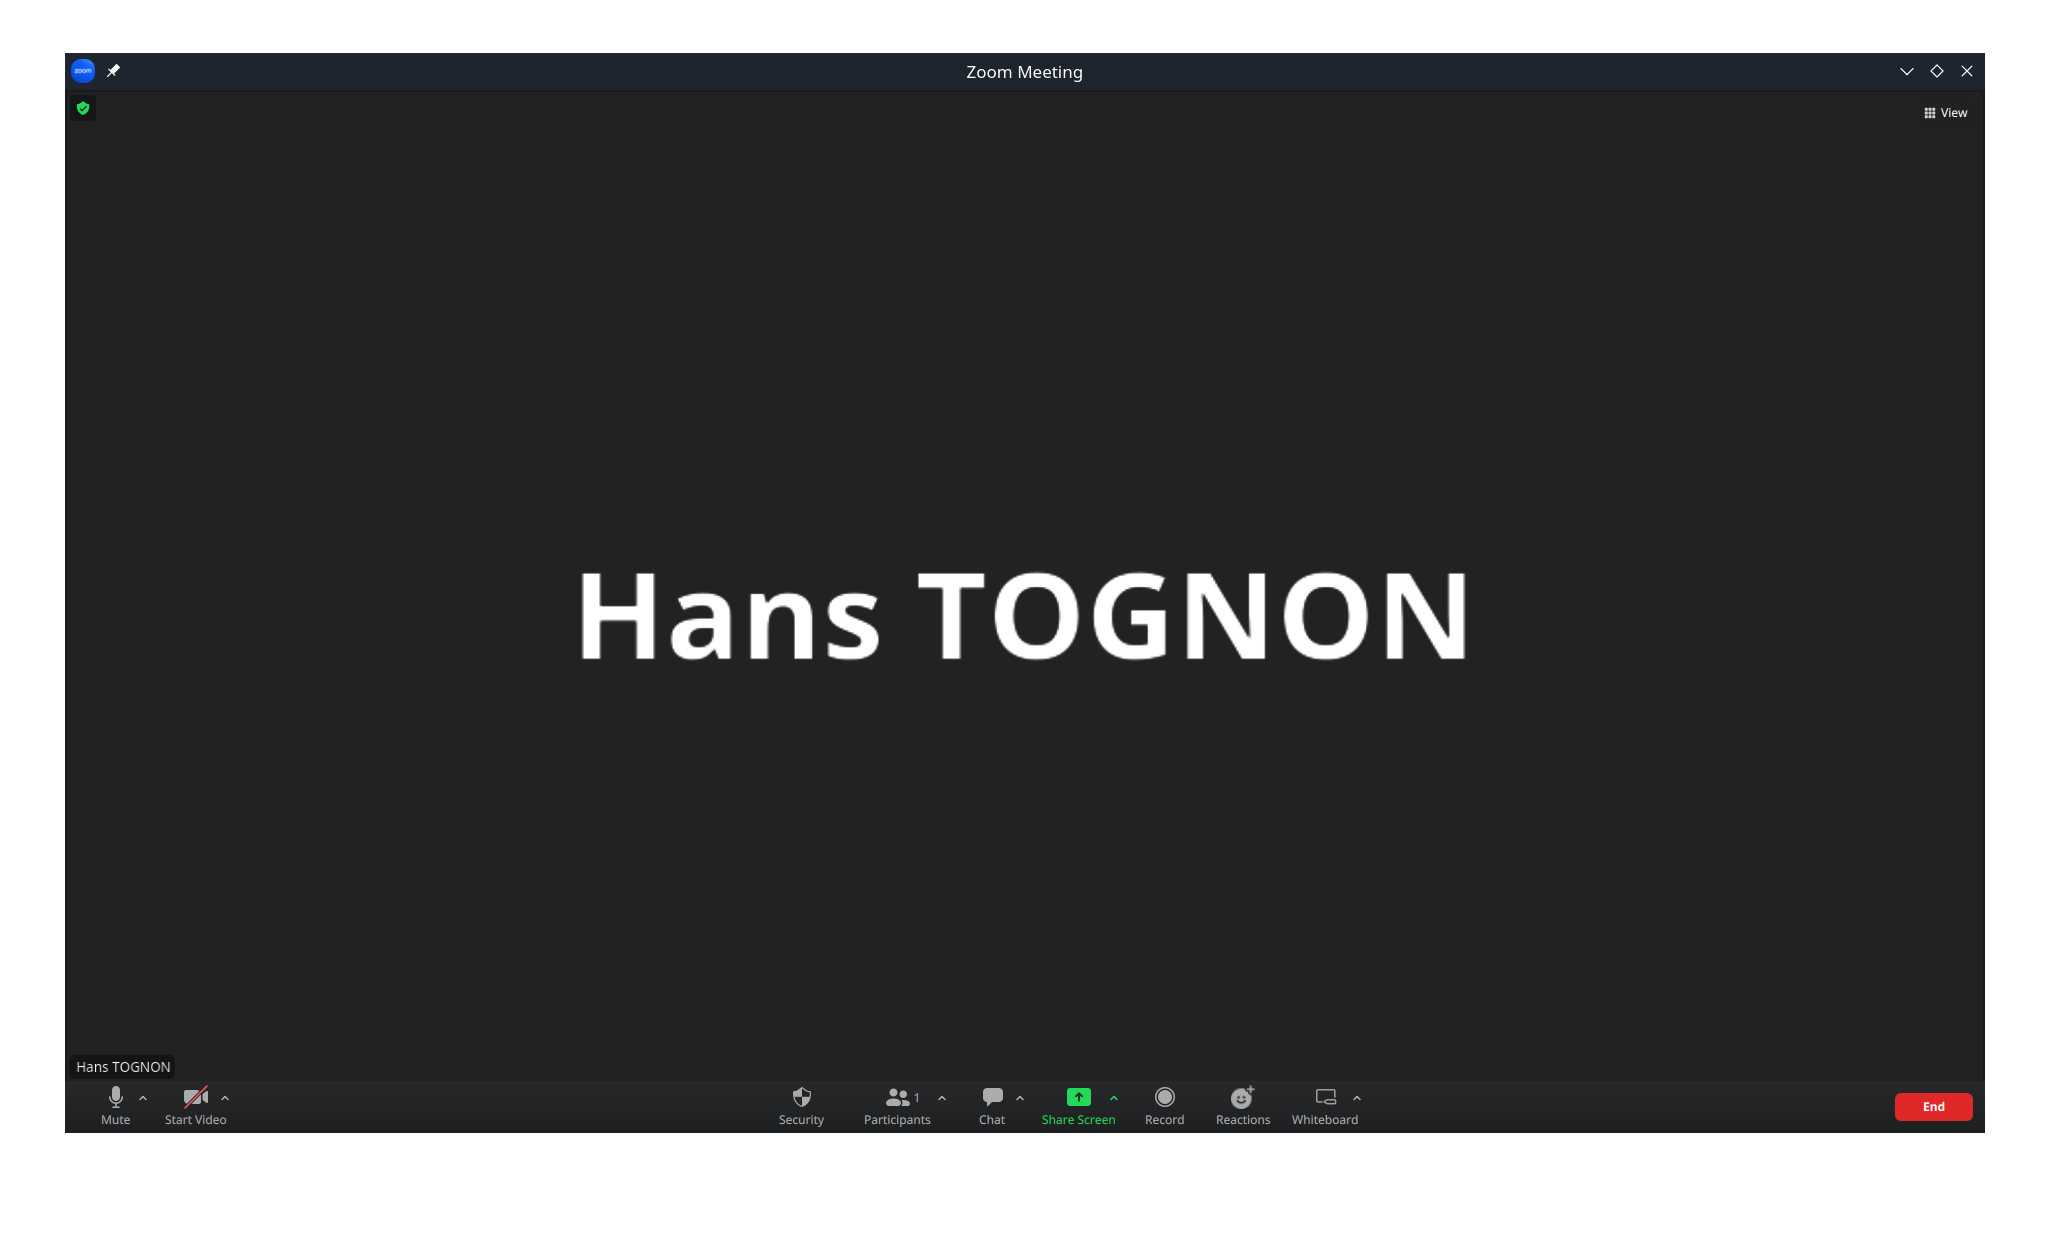 zoom
Zoom Meeting
View
Hans TOGNON
Hans TOGNON
Mute
Start Video
Security
Participants
1
Chat
Share Screen
Record
Reactions
Whiteboard
End